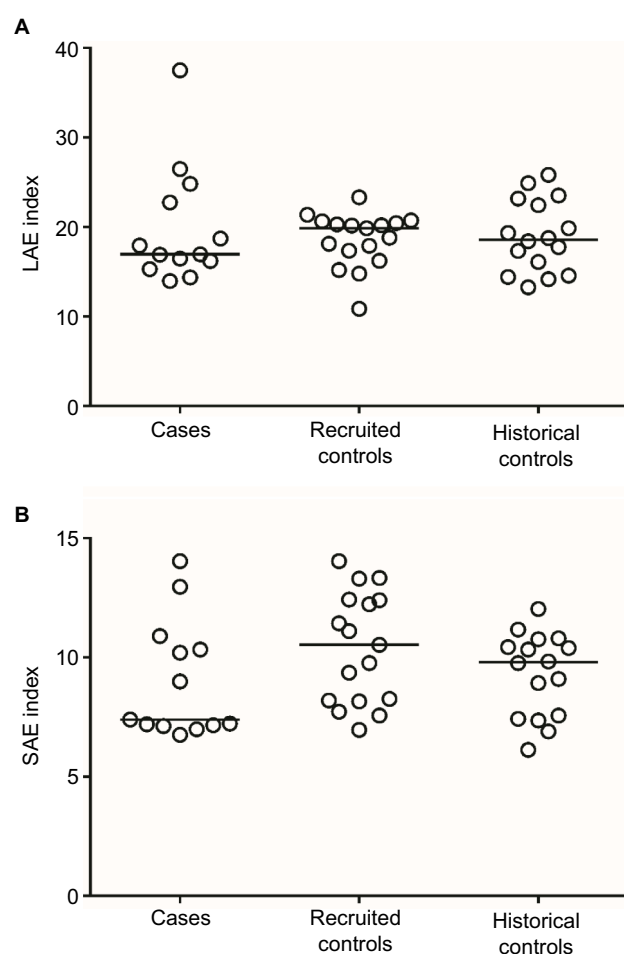 A
40
30
20
10
0
LAE index
Cases
Recruited
controls
Historical
controls
B
15
10
5
0
SAE index
Cases
Recruited
controls
Historical
controls